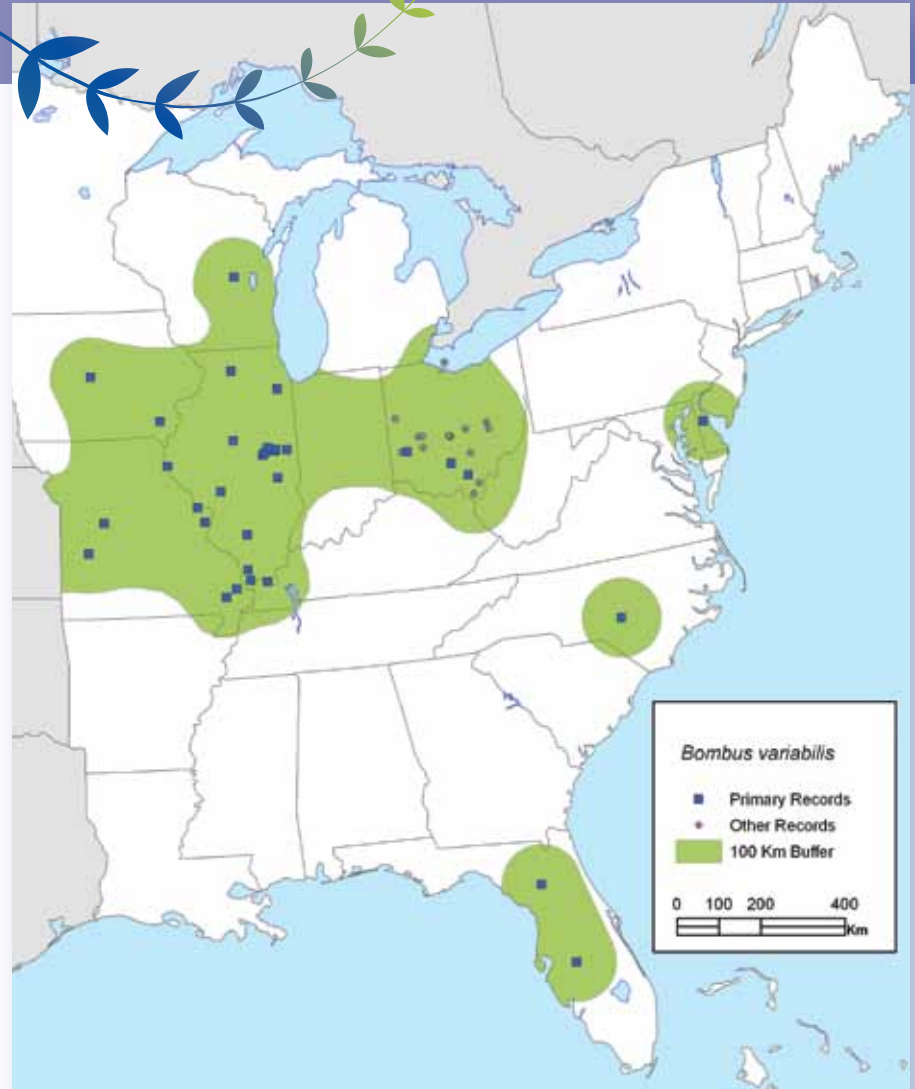 Bombus variabilis
Primary Records
Other Records
100 Km Buffer
0 100 200 400
Km